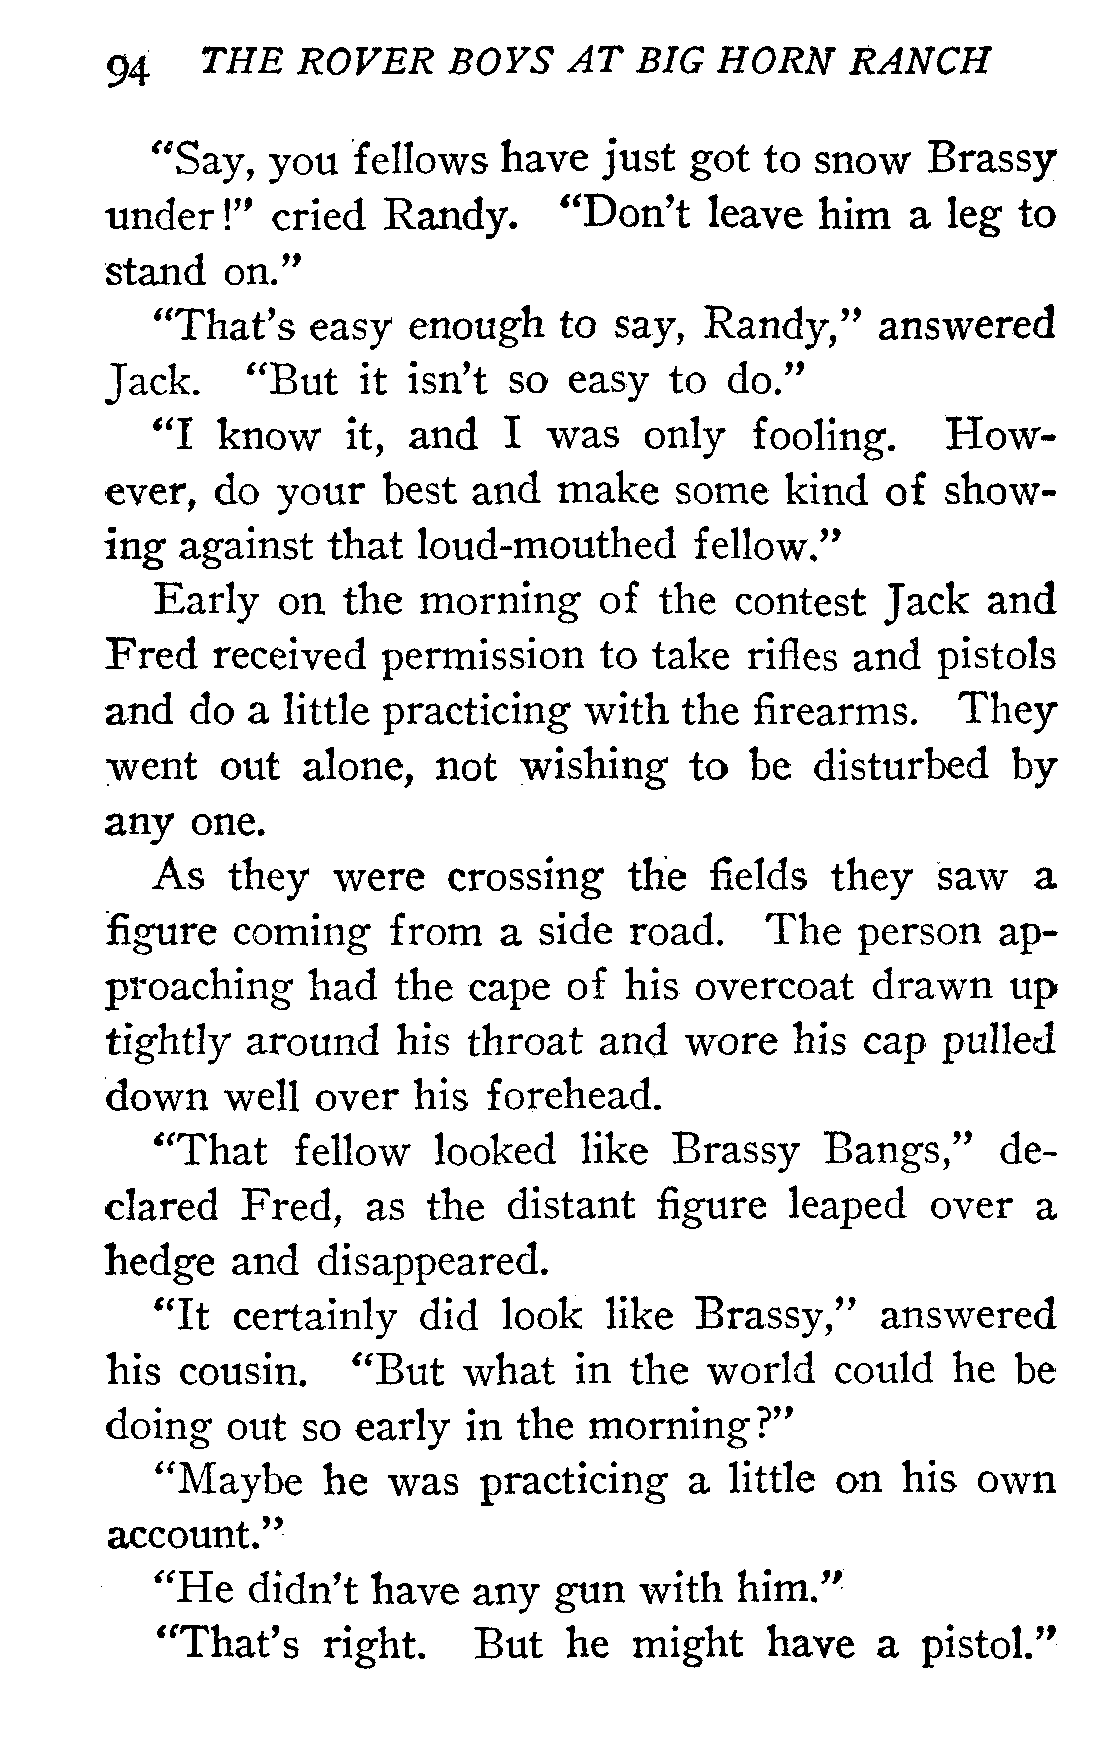 94 THE ROVER BOYS AT BIG HORN RANCH
“Say, you fellows have just got to snow Brassy
under!” cried Randy. “Don’t leave him a leg to
stand on.”
“That’s easy enough to say, Randy,” answered
Jack. “But it isn’t so easy to do.”
“I know it, and I was only fooling. How-
ever, do your best and make some kind of show-
ing against that loud-mouthed fellow.”
Early on the morning of the contest Jack and
Fred received permission to take rifles and pistols
and do a little practicing with the firearms. They
went out alone, not wishing to be disturbed by
any one.
As they were crossing the fields they saw a
figure coming from a side road. The person ap-
proaching had the cape of his overcoat drawn up
tightly around his throat and wore his cap pulled
down well over his forehead.
“That fellow looked like Brassy Bangs,” de-
clared Fred, as the distant figure leaped over a
hedge and disappeared.
“It certainly did look like Brassy,” answered
his cousin. “But what in the world could he be
doing out so early in the morning?”
“Maybe he was practicing a little on his own
account.”
“He didn’t have any gun with him.”
“That’s right. But he might have a pistol.”